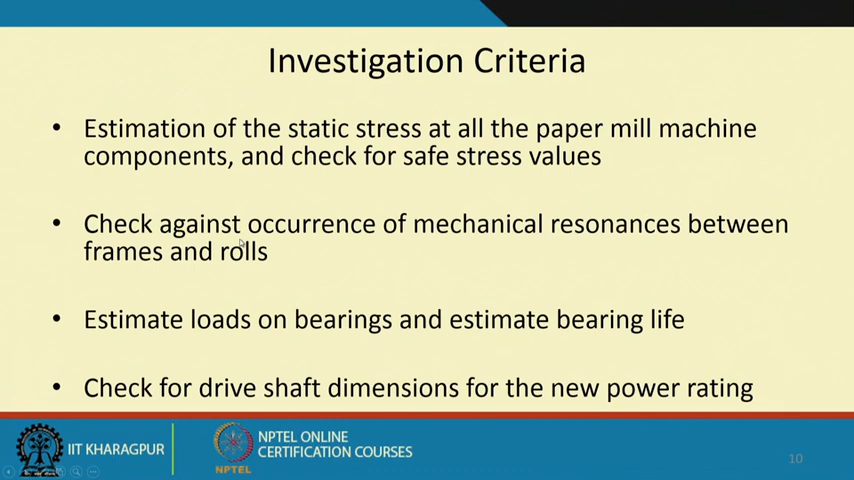 Investigation Criteria
• Estimation of the static stress at all the paper mill machine
components, and check for safe stress values
• Check against occurrence of mechanical resonances between
frames and rolls
• Estimate loads on bearings and estimate bearing life
• Check for drive shaft dimensions for the new power rating
IIT KHARAGPUR
NPTEL
NPTEL ONLINE
CERTIFICATION COURSES
10